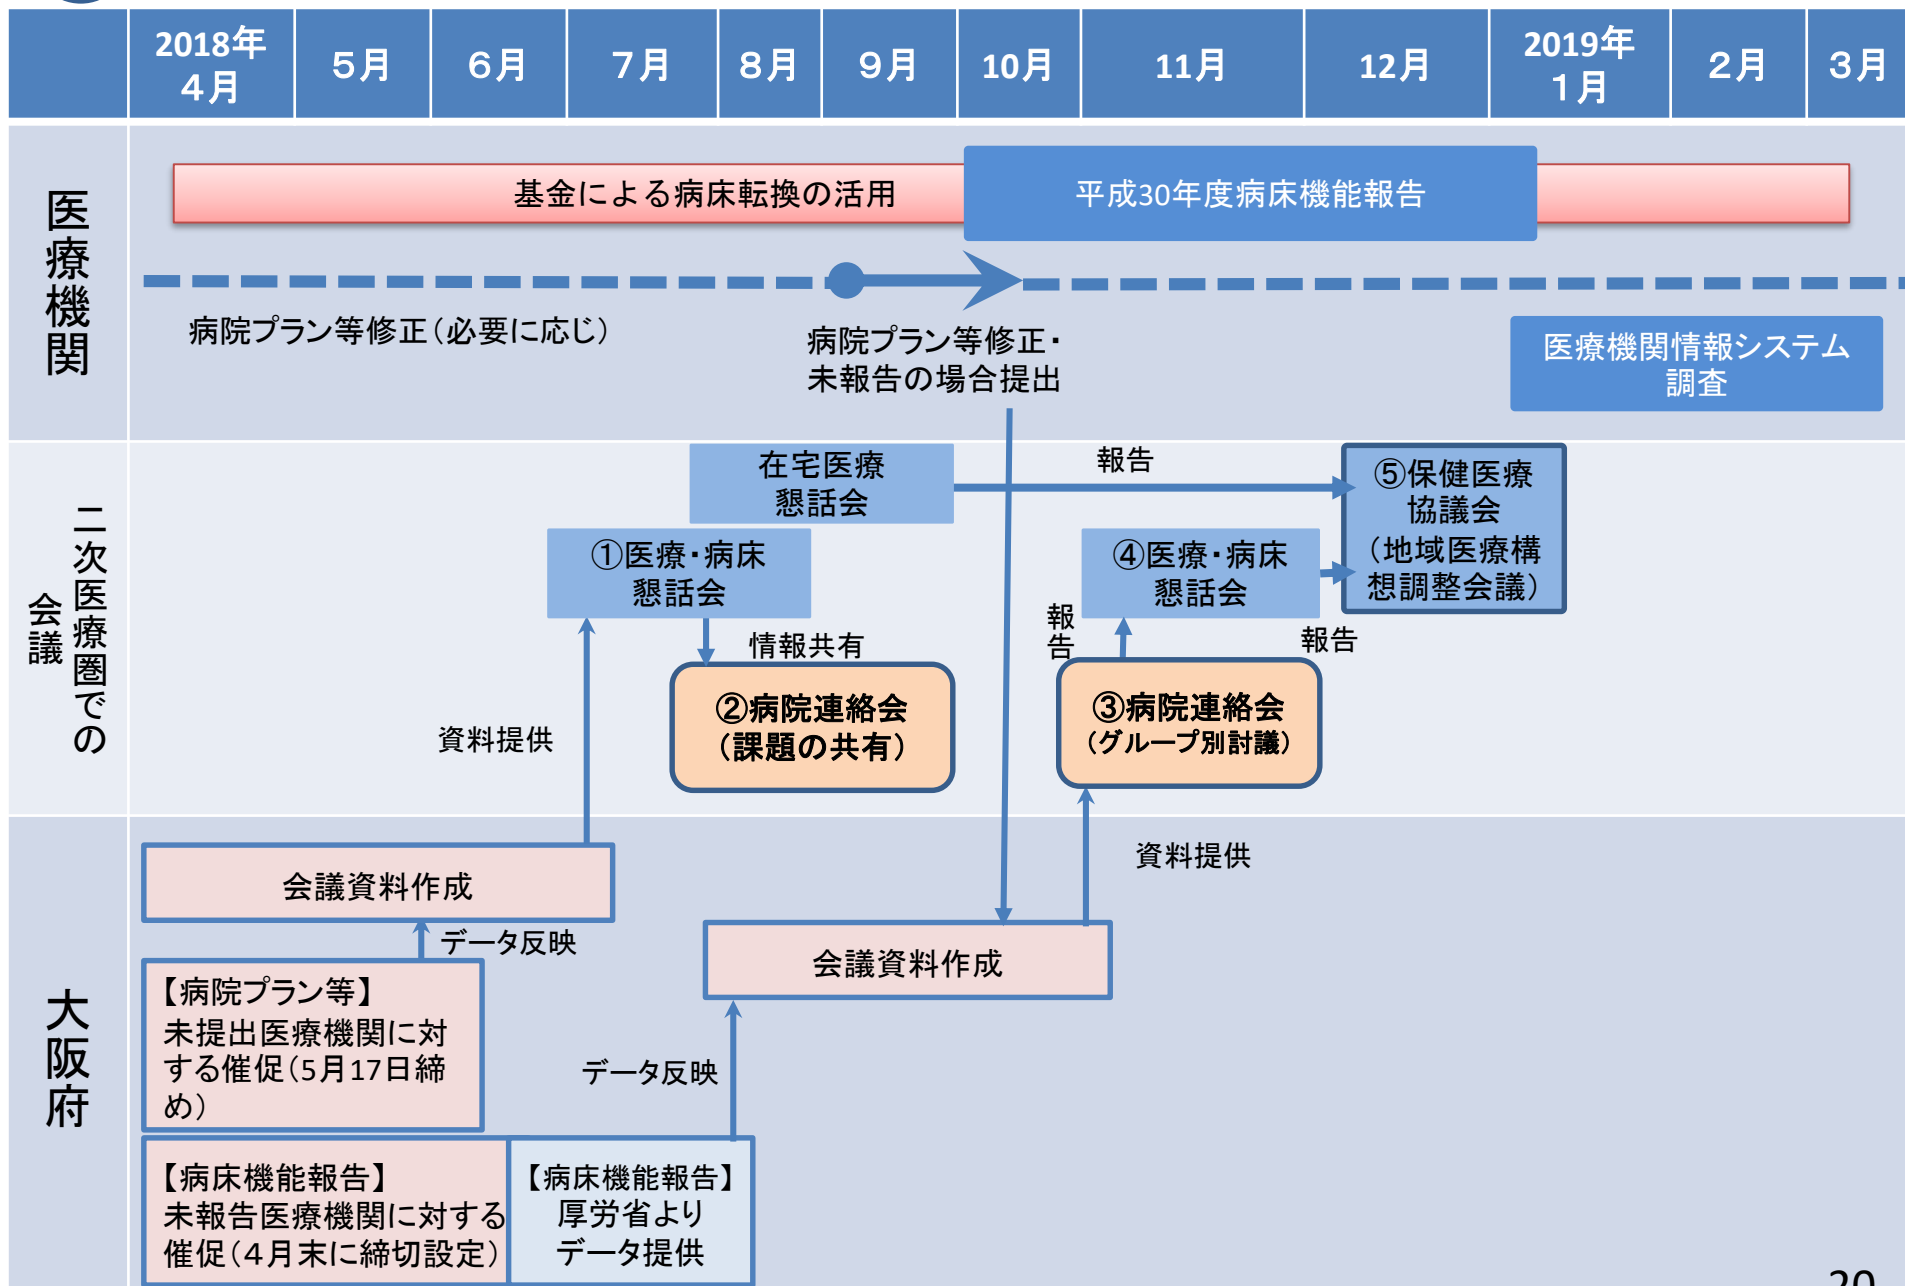 2018年
４月
５月
６月
７月
８月
９月
10月
11月
12月
2019年
１月
２月
３月
医療機関
基金による病床転換の活用
平成30年度病床機能報告
病院プラン等修正（必要に応じ）
病院プラン等修正・
未報告の場合提出
医療機関情報システム
調査
二次医療圏での
会議
在宅医療
懇話会
報告
⑤保健医療
協議会
（地域医療構
想調整会議）
①医療・病床
懇話会
④医療・病床
懇話会
情報共有
報告
報告
②病院連絡会
（課題の共有）
③病院連絡会
（グループ別討議）
資料提供
大阪府
会議資料作成
資料提供
データ反映
会議資料作成
【病院プラン等】
未提出医療機関に対
する催促（5月17日締
め）
データ反映
【病床機能報告】
未報告医療機関に対する
催促（４月末に締切設定）
【病床機能報告】
厚労省より
データ提供
20